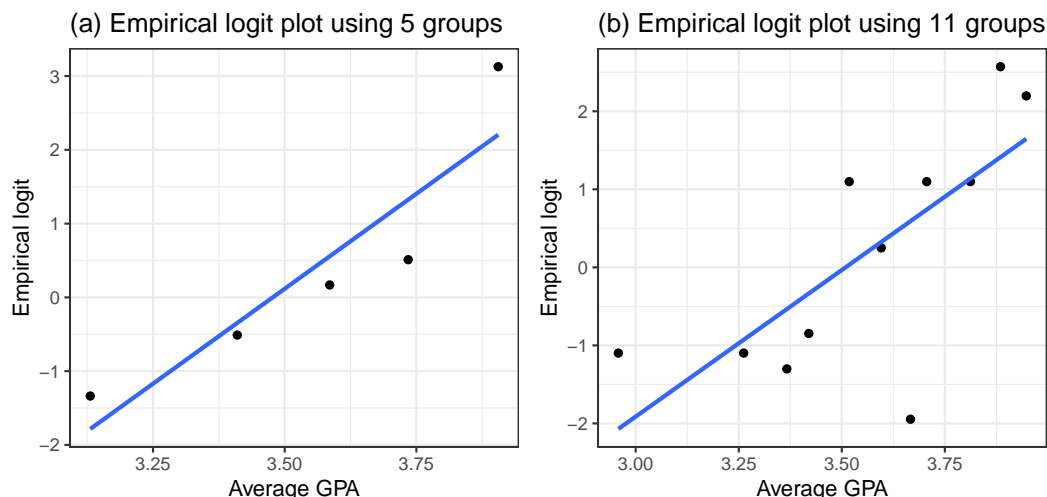 (a) Empirical logit plot using 5 groups
3
2
1
0
−1
−2
3.25 3.50 3.75
Average GPA
Empirical logit
(b) Empirical logit plot using 11 groups
2
1
0
−1
−2
3.00 3.25 3.50 3.75
Average GPA
Empirical logit